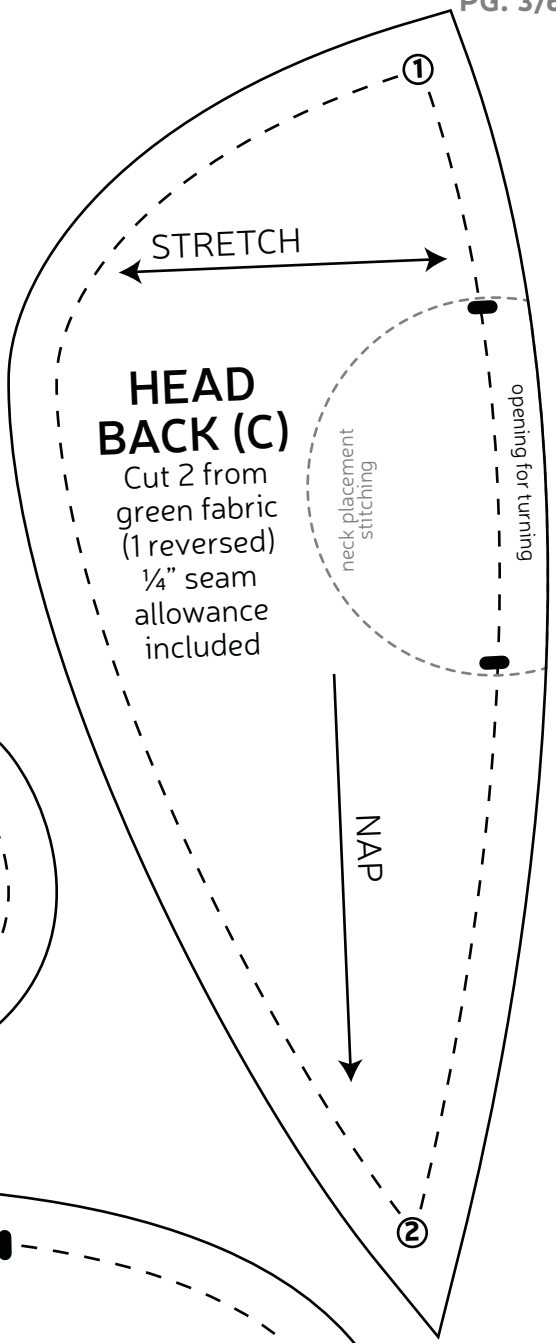 PG. 3/6
1
STRETCH
HEAD
BACK (C)
Cut 2 from
green fabric
(1 reversed)
¼” seam
allowance
included
neck placement
stitching
opening for turning
NAP
2